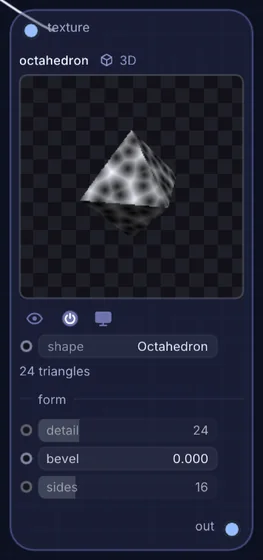 texture
octahedron 3D
shape Octahedron
24 triangles
form
detail 24
bevel 0.000
sides 16
out